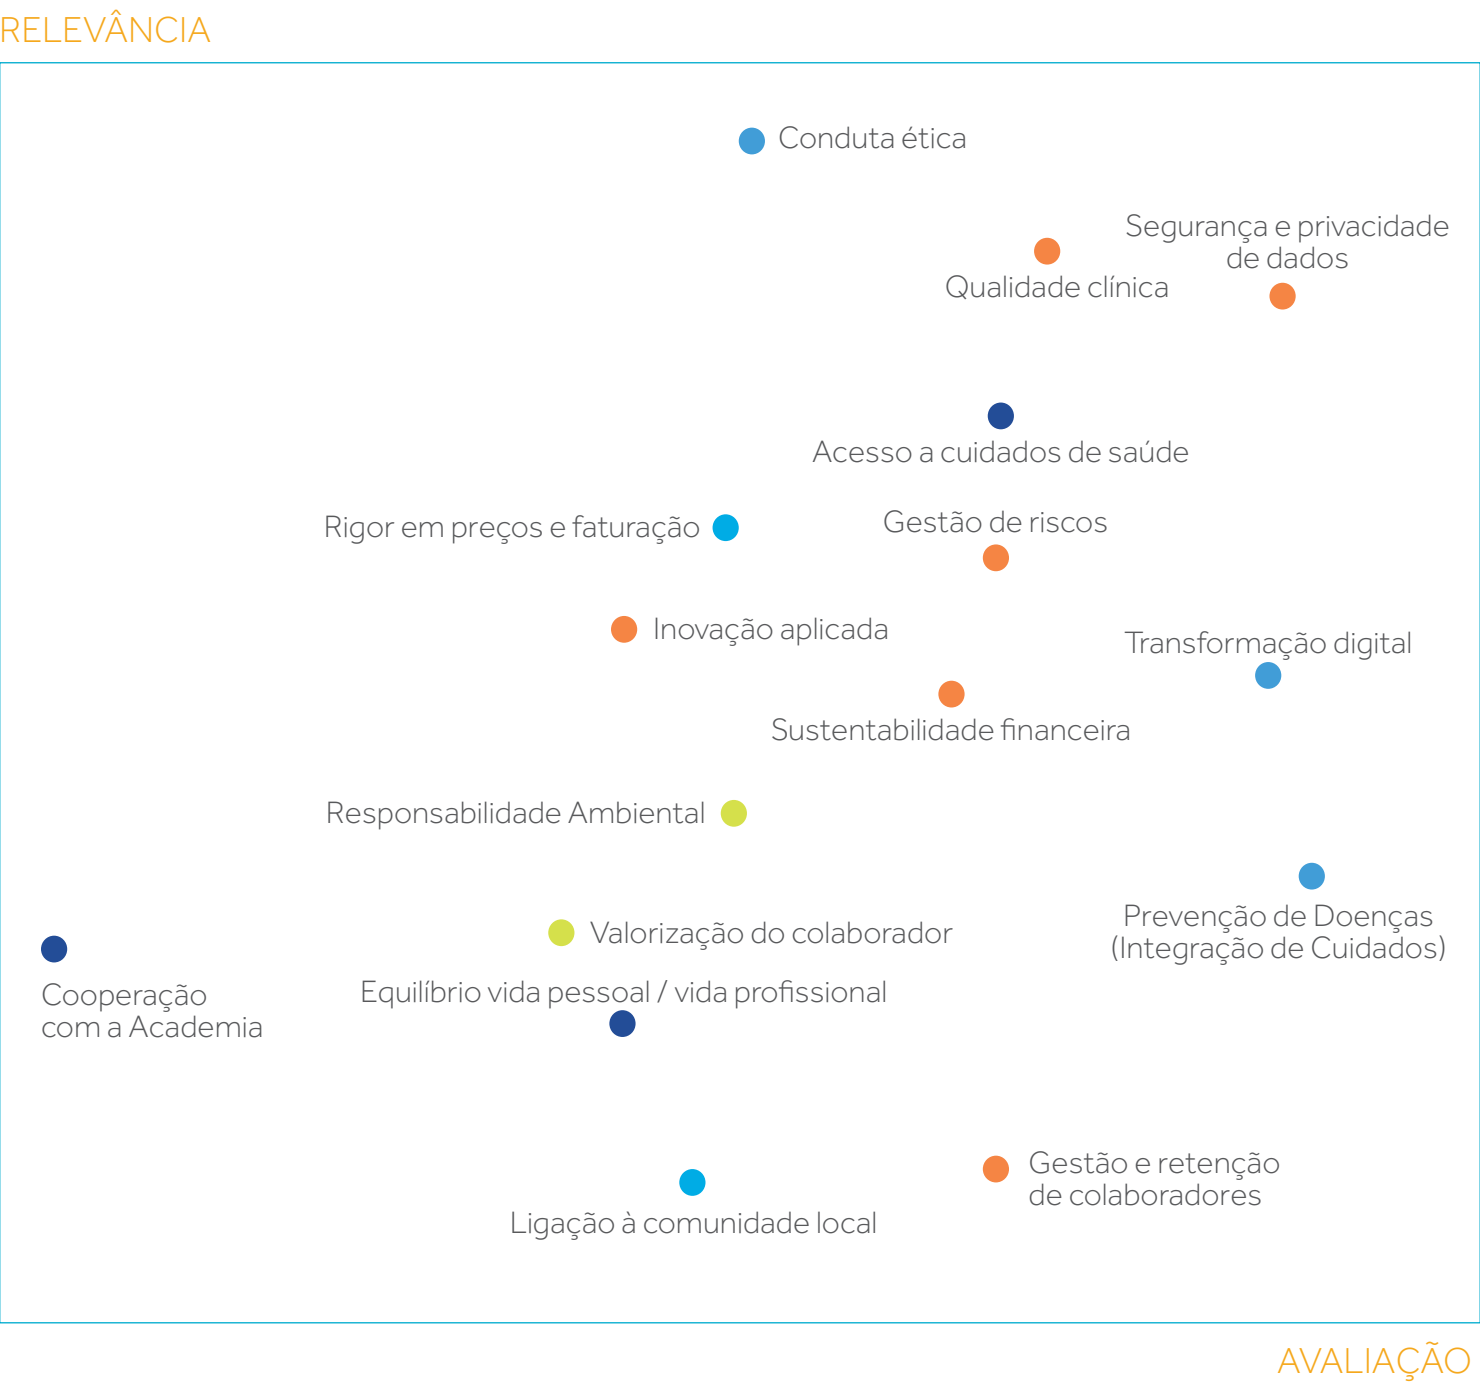 RELEVÂNCIA
Conduta ética
Segurança e privacidade
de dados
Qualidade clínica
Acesso a cuidados de saúde
Rigor em preços e faturação
Gestão de riscos
Inovação aplicada
Transformação digital
Sustentabilidade financeira
Responsabilidade Ambiental
Prevenção de Doenças
(Integração de Cuidados)
Valorização do colaborador
Cooperação
com a Academia
Equilíbrio vida pessoal / vida profissional
Gestão e retenção
de colaboradores
Ligação à comunidade local
AVALIAÇÃO